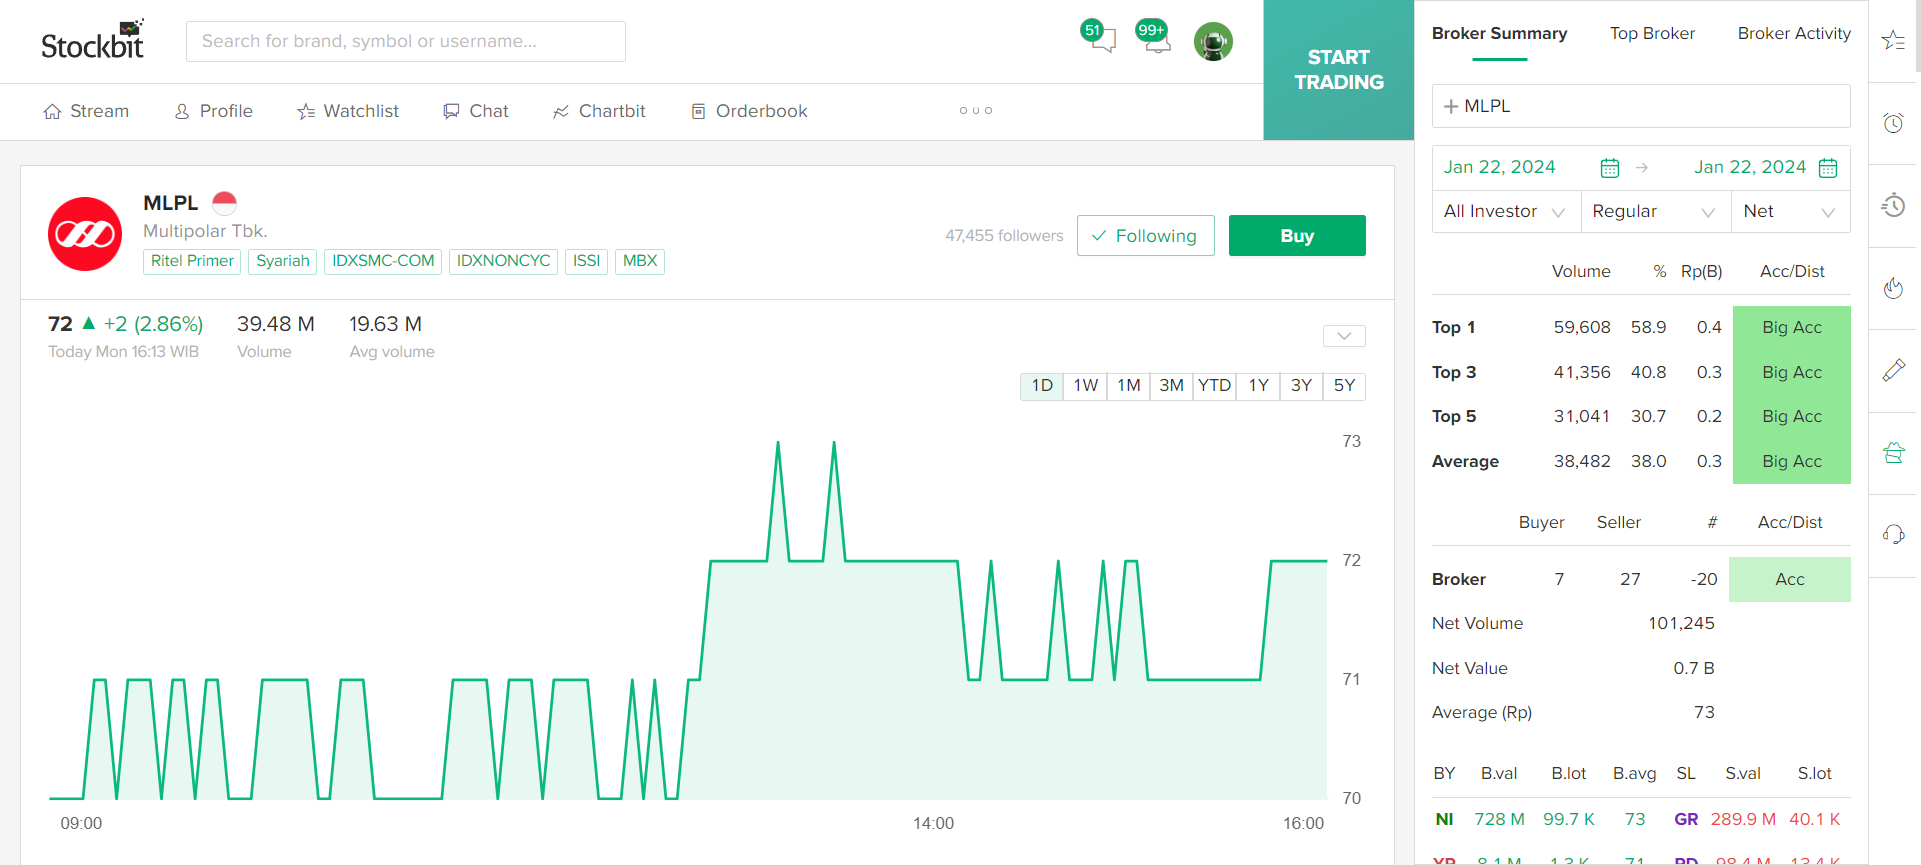 Stockbit
Search for brand, symbol or username...
51
99+
START
TRADING
Stream
Profile
Watchlist
Chat
Chartbit
Orderbook
MLPL
Multipolar Tbk.
Ritel Primer
Syariah
IDXSMC-COM
IDXNONCYC
ISSI
MBX
47,455 followers
Following
Buy
72 ▲ +2 (2.86%)
39.48 M
19.63 M
Today Mon 16:13 WIB
Volume
Avg volume
1D 1W 1M 3M YTD 1Y 3Y 5Y
73
72
71
70
09:00
14:00
16:00
Broker Summary
Top Broker
Broker Activity
+ MLPL
Jan 22, 2024 → Jan 22, 2024
All Investor
Regular
Net
Volume % Rp(B) Acc/Dist
Top 1 59,608 58.9 0.4 Big Acc
Top 3 41,356 40.8 0.3 Big Acc
Top 5 31,041 30.7 0.2 Big Acc
Average 38,482 38.0 0.3 Big Acc
Buyer Seller # Acc/Dist
Broker 7 27 -20 Acc
Net Volume 101,245
Net Value 0.7 B
Average (Rp) 73
BY B.val B.lot B.avg SL S.val S.lot
NI 728 M 99.7 K 73 GR 289.9 M 40.1 K